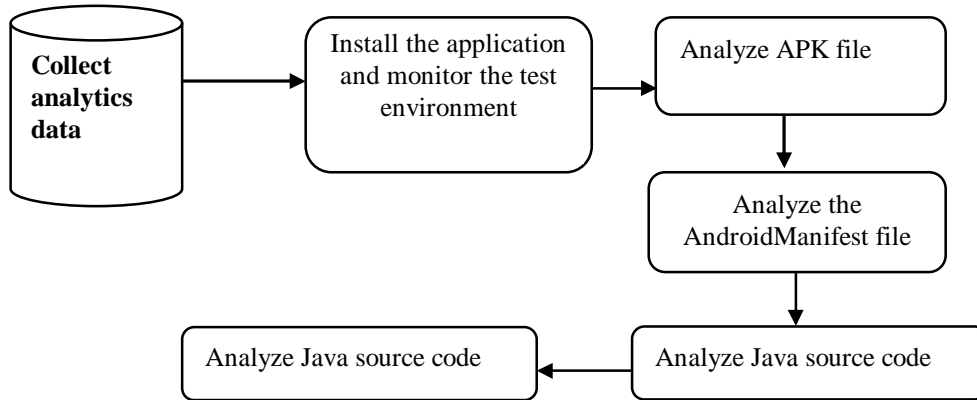 Collect
analytics
data
Install the application
and monitor the test
environment
Analyze APK file
Analyze the
AndroidManifest file
Analyze Java source code
Analyze Java source code